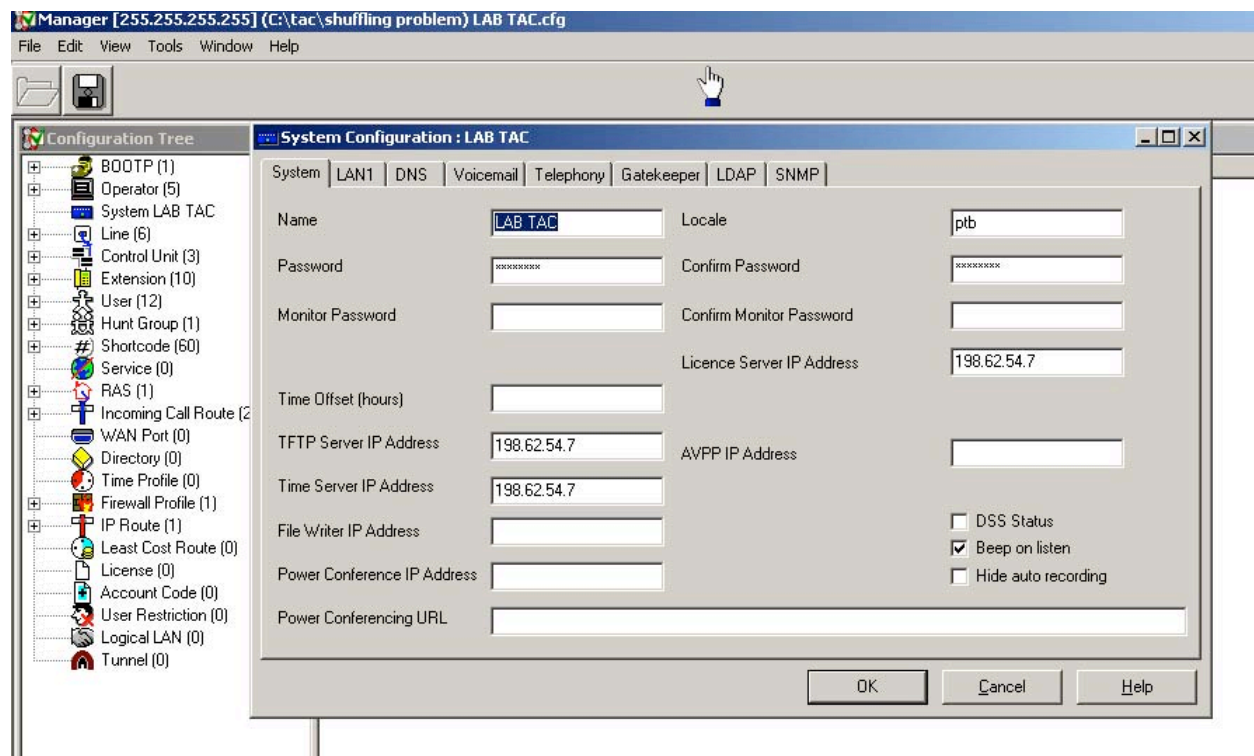 Manager [255.255.255.255] (C:\tac\shuffling problem) LAB TAC.cfg
File Edit View Tools Window Help
Configuration Tree
BOOTP (1)
Operator (5)
System LAB TAC
Line (6)
Control Unit (3)
Extension (10)
User (12)
Hunt Group (1)
Shortcode (60)
Service (0)
RAS (1)
Incoming Call Route (2
WAN Port (0)
Directory (0)
Time Profile (0)
Firewall Profile (1)
IP Route (1)
Least Cost Route (0)
License (0)
Account Code (0)
User Restriction (0)
Logical LAN (0)
Tunnel (0)
System Configuration : LAB TAC
System LAN1 DNS Voicemail Telephony Gatekeeper LDAP SNMP
Name LAB TAC Locale ptb
Password ******** Confirm Password ********
Monitor Password Confirm Monitor Password
Licence Server IP Address 198.62.54.7
Time Offset (hours)
TFTP Server IP Address 198.62.54.7 AVPP IP Address
Time Server IP Address 198.62.54.7
File Writer IP Address DSS Status
Beep on listen
Power Conference IP Address Hide auto recording
Power Conferencing URL
OK Cancel Help